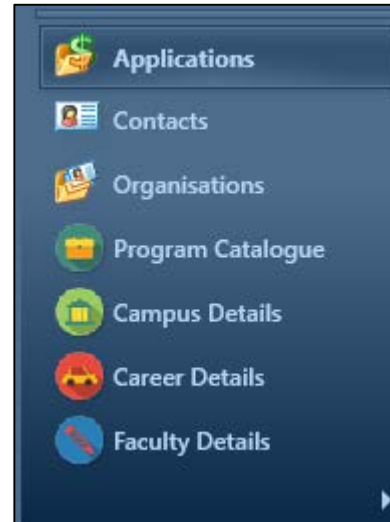 Applications
Contacts
Organisations
Program Catalogue
Campus Details
Career Details
Faculty Details